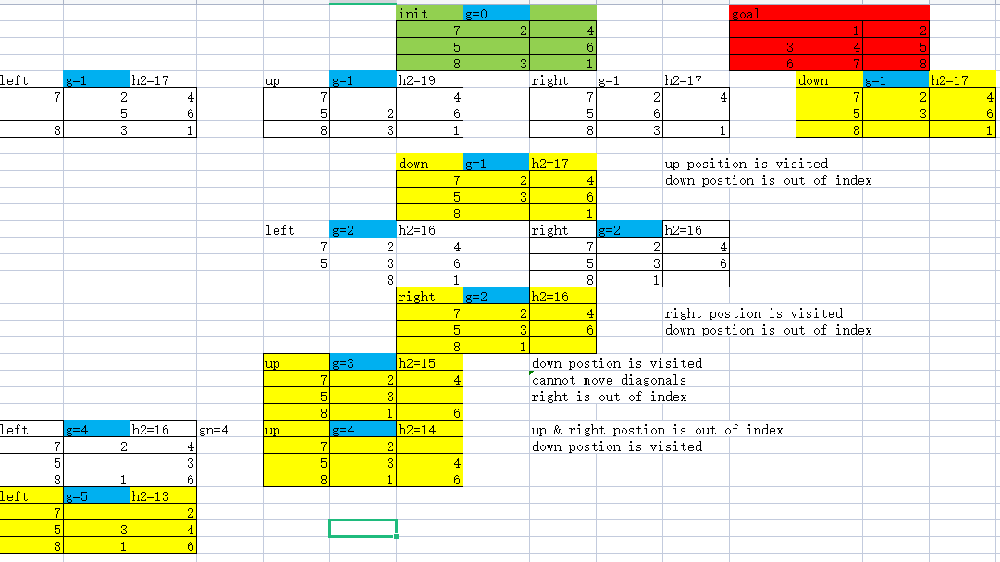 init g=0 goal
7 2 4 1 2
5 6 3 4 5
8 3 1 6 7 8
left g=1 h2=17 up g=1 h2=19 right g=1 h2=17 down g=1 h2=17
7 2 4 7 4 7 2 4 7 2 4
5 6 5 2 6 5 6 5 3 6
8 3 1 8 3 1 8 3 1 8 1
down g=1 h2=17 up position is visited
7 2 4 down postion is out of index
5 3 6
8 1
left g=2 h2=16 right g=2 h2=16
7 2 4 7 2 4
5 3 6 5 3 6
8 1 8 1
right g=2 h2=16
7 2 4 right postion is visited
5 3 6 down postion is out of index
8 1
up g=3 h2=15 down postion is visited
7 2 4 cannot move diagonals
5 3 right is out of index
8 1 6
left g=4 h2=16 gn=4 up g=4 h2=14 up & right postion is out of index
7 2 4 7 2 down postion is visited
5 3 5 3 4
8 1 6 8 1 6
left g=5 h2=13
7 2
5 3 4
8 1 6